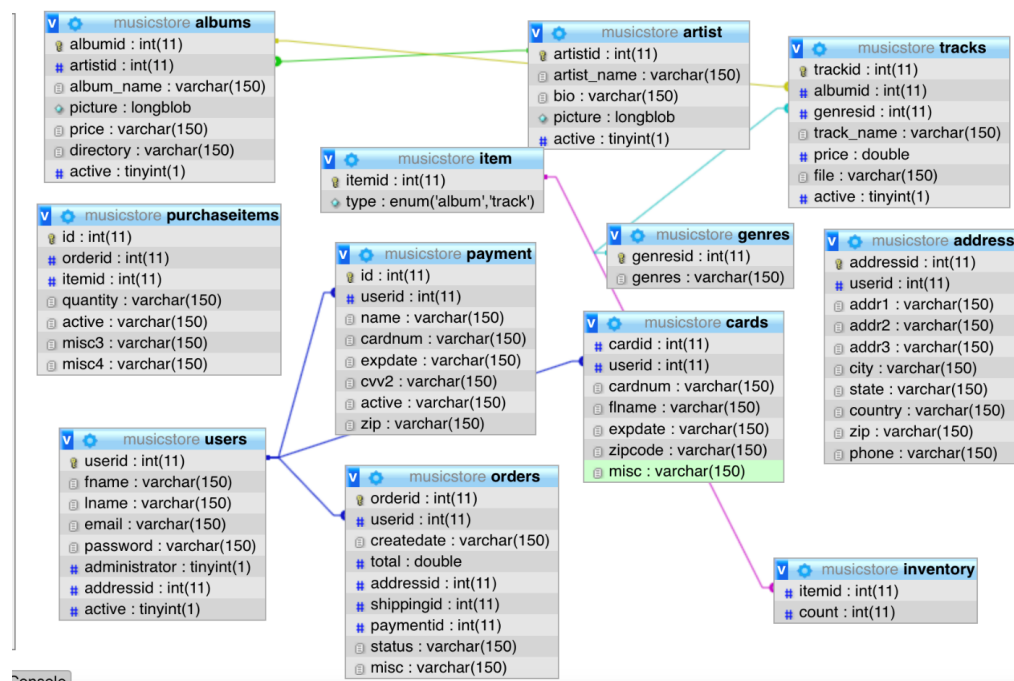 musicstore albums
albumid : int(11)
artistid : int(11)
album_name : varchar(150)
picture : longblob
price : varchar(150)
directory : varchar(150)
active : tinyint(1)
musicstore artist
artistid : int(11)
artist_name : varchar(150)
bio : varchar(150)
picture : longblob
active : tinyint(1)
musicstore tracks
trackid : int(11)
albumid : int(11)
genresid : int(11)
track_name : varchar(150)
price : double
file : varchar(150)
active : tinyint(1)
musicstore item
itemid : int(11)
type : enum('album','track')
musicstore purchaseitems
id : int(11)
orderid : int(11)
itemid : int(11)
quantity : varchar(150)
active : varchar(150)
misc3 : varchar(150)
misc4 : varchar(150)
musicstore payment
id : int(11)
userid : int(11)
name : varchar(150)
cardnum : varchar(150)
expdate : varchar(150)
cvv2 : varchar(150)
active : varchar(150)
zip : varchar(150)
musicstore genres
genresid : int(11)
genres : varchar(150)
musicstore address
addressid : int(11)
userid : int(11)
addr1 : varchar(150)
addr2 : varchar(150)
addr3 : varchar(150)
city : varchar(150)
state : varchar(150)
country : varchar(150)
zip : varchar(150)
phone : varchar(150)
musicstore cards
cardid : int(11)
userid : int(11)
cardnum : varchar(150)
flname : varchar(150)
expdate : varchar(150)
zipcode : varchar(150)
misc : varchar(150)
musicstore users
userid : int(11)
fname : varchar(150)
lname : varchar(150)
email : varchar(150)
password : varchar(150)
administrator : tinyint(1)
addressid : int(11)
active : tinyint(1)
musicstore orders
orderid : int(11)
userid : int(11)
createdate : varchar(150)
total : double
addressid : int(11)
shippingid : int(11)
paymentid : int(11)
status : varchar(150)
misc : varchar(150)
musicstore inventory
itemid : int(11)
count : int(11)
Console